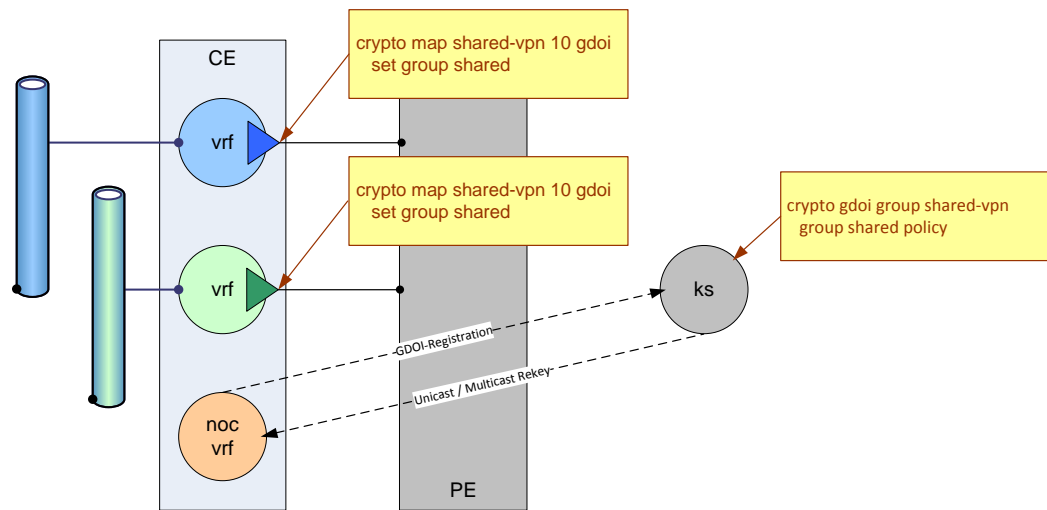 CE
crypto map shared-vpn 10 gdoi
set group shared
vrf
crypto map shared-vpn 10 gdoi
set group shared
crypto gdoi group shared-vpn
group shared policy
vrf
ks
GDOI-Registration
Unicast / Multicast Rekey
noc
vrf
PE